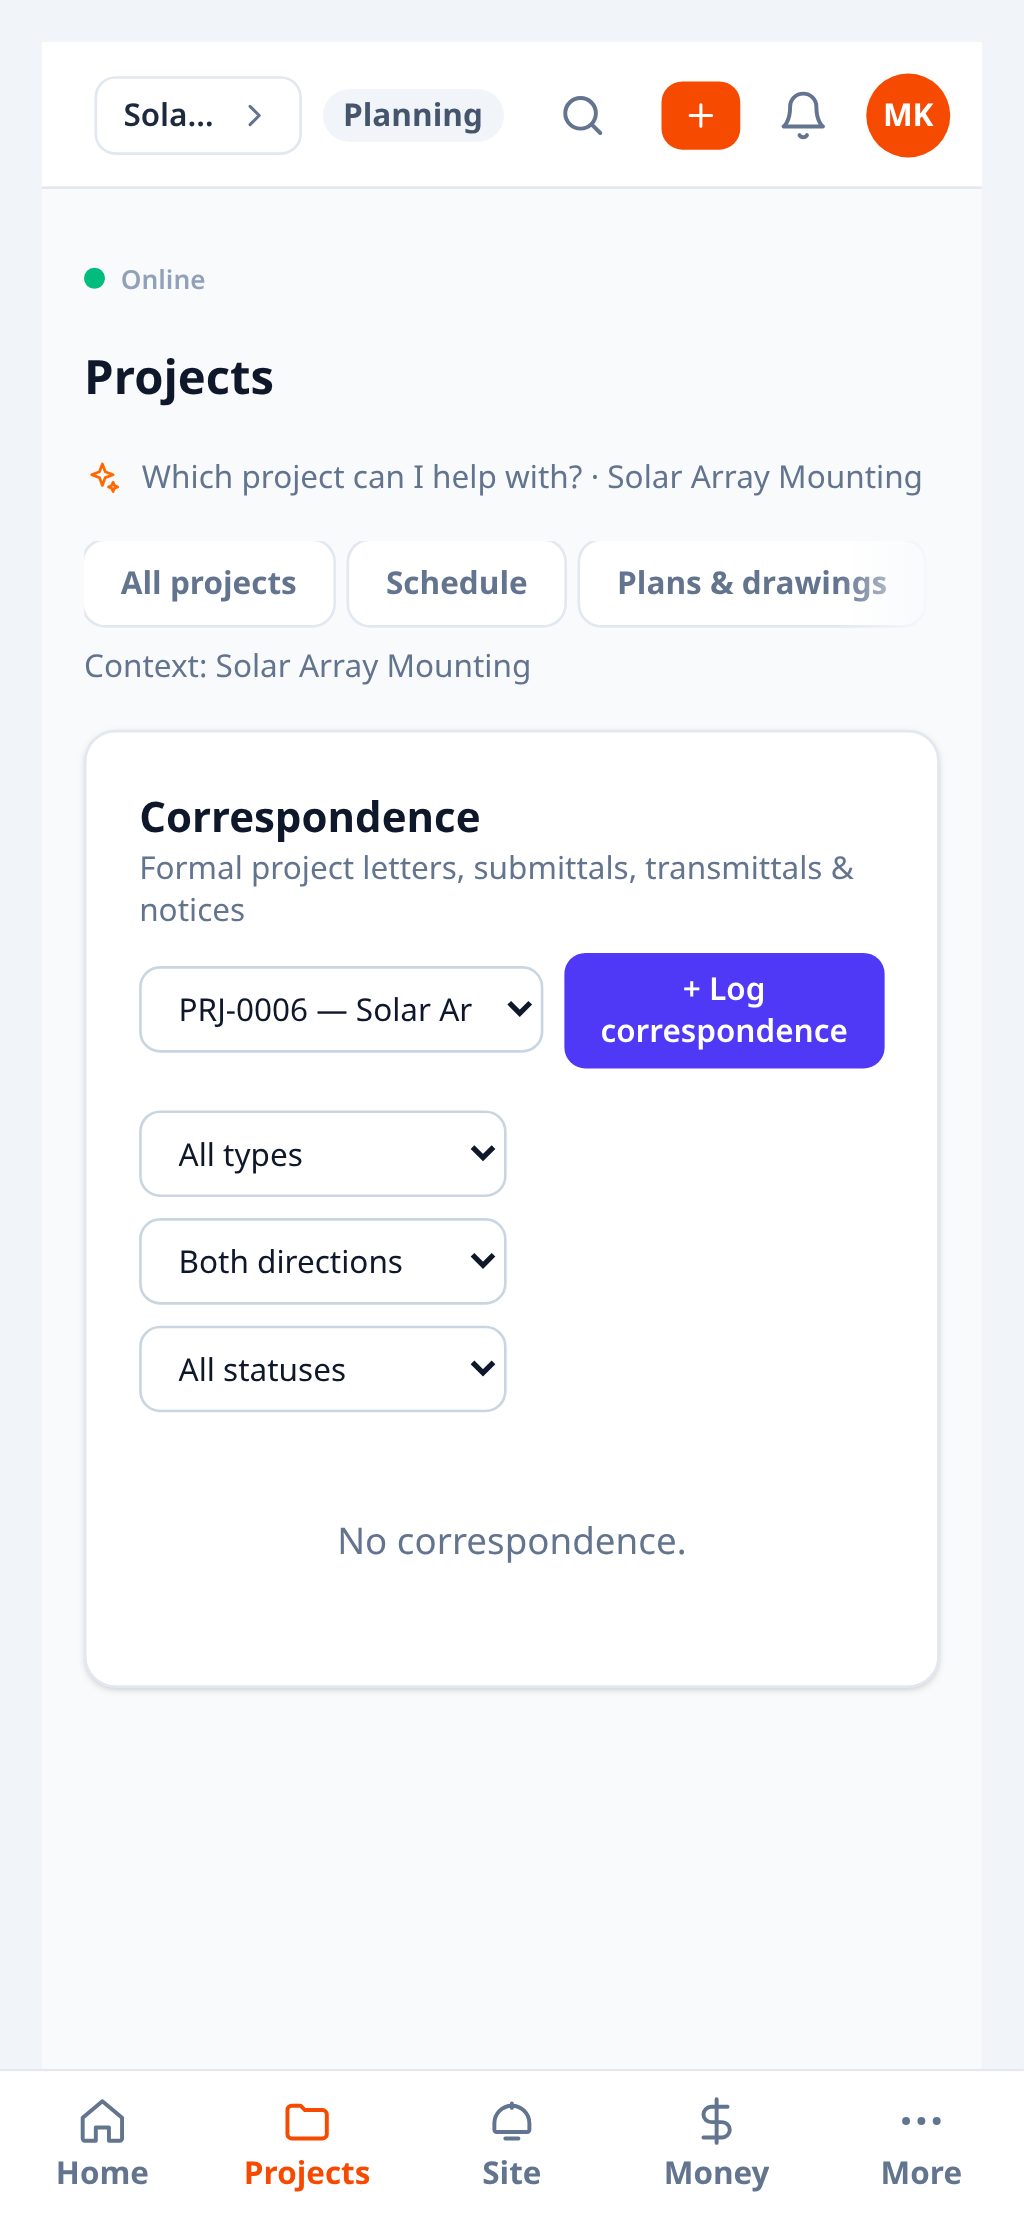 Sola...
Planning
MK
Online
Projects
Which project can I help with? · Solar Array Mounting
All projects
Schedule
Plans & drawings
Context: Solar Array Mounting
Correspondence
Formal project letters, submittals, transmittals &
notices
PRJ-0006 — Solar Ar
+ Log
correspondence
All types
Both directions
All statuses
No correspondence.
Home
Projects
Site
Money
More